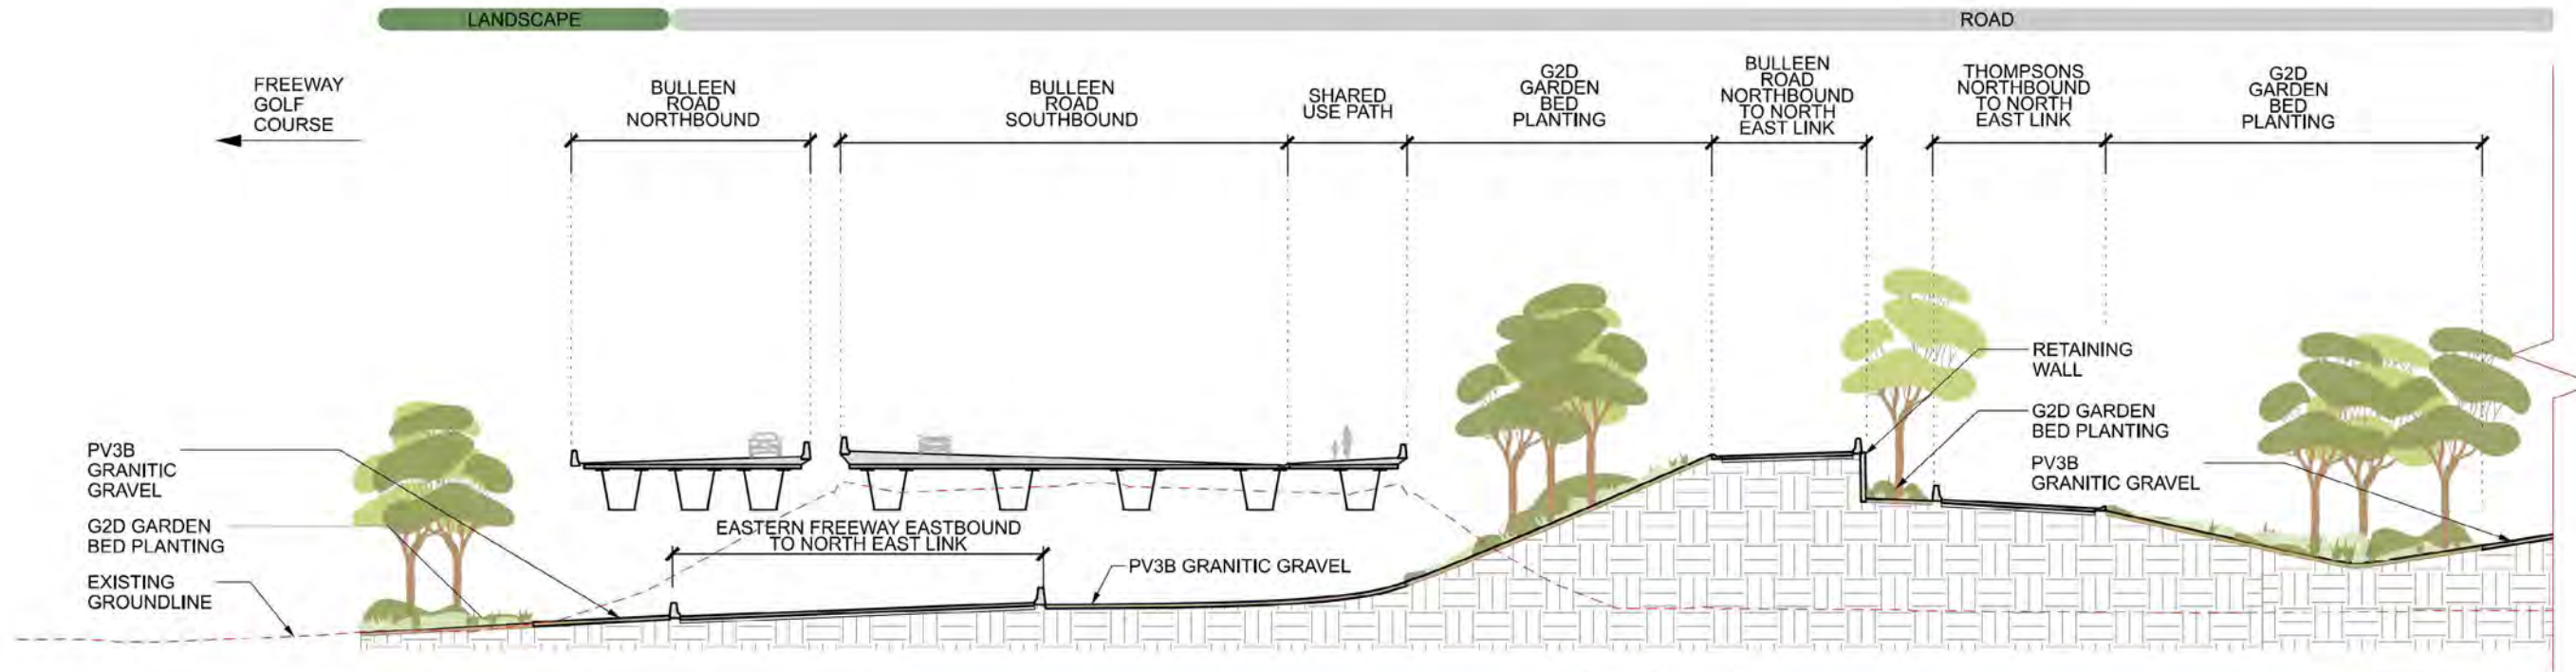 LANDSCAPE
ROAD
FREEWAY
GOLF
COURSE
BULLEEN
ROAD
NORTHBOUND
BULLEEN
ROAD
SOUTHBOUND
SHARED
USE PATH
G2D
GARDEN
BED
PLANTING
BULLEEN
ROAD
NORTHBOUND
TO NORTH
EAST LINK
THOMPSONS
NORTHBOUND
TO NORTH
EAST LINK
G2D
GARDEN
BED
PLANTING
PV3B
GRANITIC
GRAVEL
G2D GARDEN
BED PLANTING
EXISTING
GROUNDLINE
EASTERN FREEWAY EASTBOUND
TO NORTH EAST LINK
PV3B GRANITIC GRAVEL
RETAINING
WALL
G2D GARDEN
BED PLANTING
PV3B
GRANITIC GRAVEL